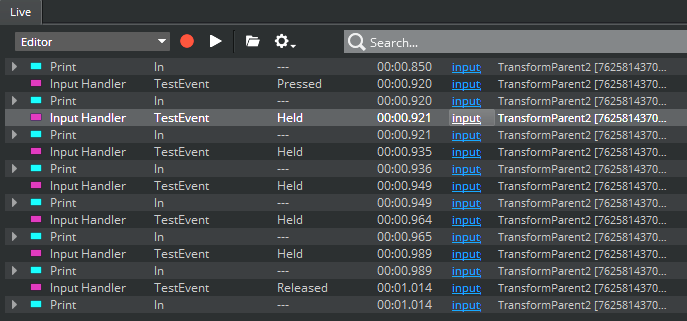 Live
Editor Search...
Print In --- 00:00.850 input TransformParent2 [7625814370...
Input Handler TestEvent Pressed 00:00.920 input TransformParent2 [7625814370...
Print In --- 00:00.920 input TransformParent2 [7625814370...
Input Handler TestEvent Held 00:00.921 input TransformParent2 [7625814370...
Print In --- 00:00.921 input TransformParent2 [7625814370...
Input Handler TestEvent Held 00:00.935 input TransformParent2 [7625814370...
Print In --- 00:00.936 input TransformParent2 [7625814370...
Input Handler TestEvent Held 00:00.949 input TransformParent2 [7625814370...
Print In --- 00:00.949 input TransformParent2 [7625814370...
Input Handler TestEvent Held 00:00.964 input TransformParent2 [7625814370...
Print In --- 00:00.965 input TransformParent2 [7625814370...
Input Handler TestEvent Held 00:00.989 input TransformParent2 [7625814370...
Print In --- 00:00.989 input TransformParent2 [7625814370...
Input Handler TestEvent Released 00:01.014 input TransformParent2 [7625814370...
Print In --- 00:01.014 input TransformParent2 [7625814370...